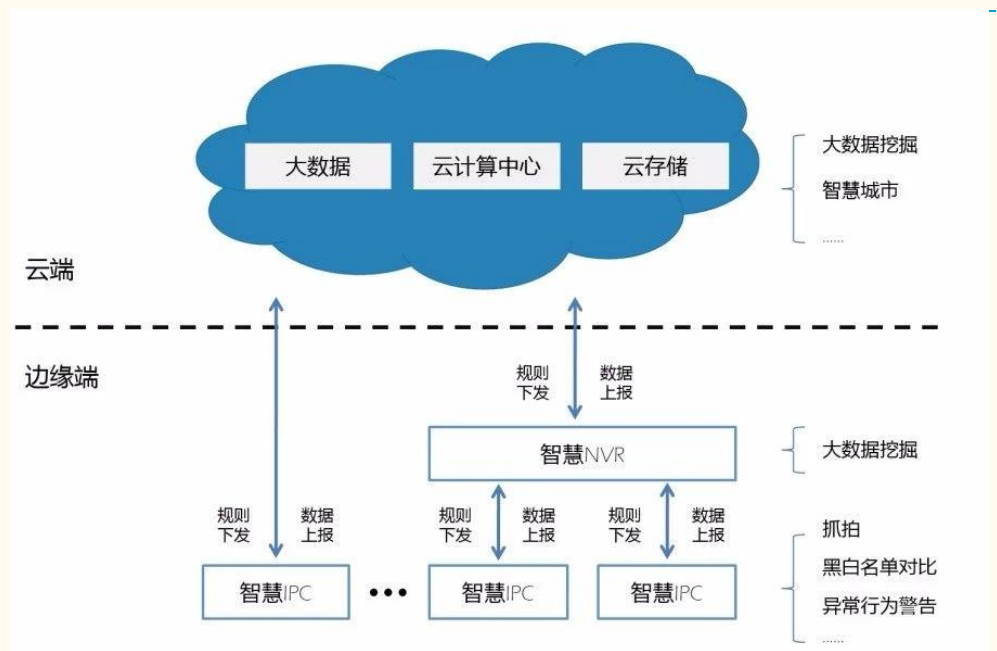 大数据
云计算中心
云存储
大数据挖掘
智慧城市
......
云端
边缘端
规则
下发
数据
上报
智慧NVR
大数据挖掘
规则
下发
数据
上报
规则
下发
数据
上报
规则
下发
数据
上报
智慧IPC
•••
智慧IPC
智慧IPC
抓拍
黑白名单对比
异常行为警告
......